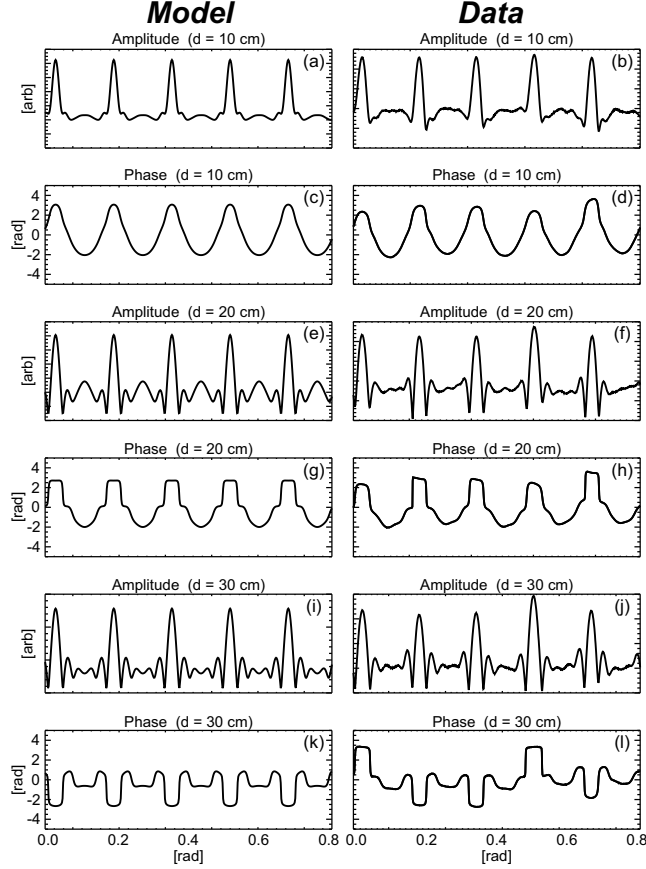 Model Data
Amplitude (d = 10 cm) Amplitude (d = 10 cm)
[arb] (a) (b)
Phase (d = 10 cm) Phase (d = 10 cm)
4
2
0
-2
-4
[rad] (c) (d)
Amplitude (d = 20 cm) Amplitude (d = 20 cm)
[arb] (e) (f)
Phase (d = 20 cm) Phase (d = 20 cm)
4
2
0
-2
-4
[rad] (g) (h)
Amplitude (d = 30 cm) Amplitude (d = 30 cm)
[arb] (i) (j)
Phase (d = 30 cm) Phase (d = 30 cm)
4
2
0
-2
-4
[rad] (k) (l)
0.0 0.2 0.4 0.6 0.8 0.2 0.4 0.6 0.8
[rad] [rad]